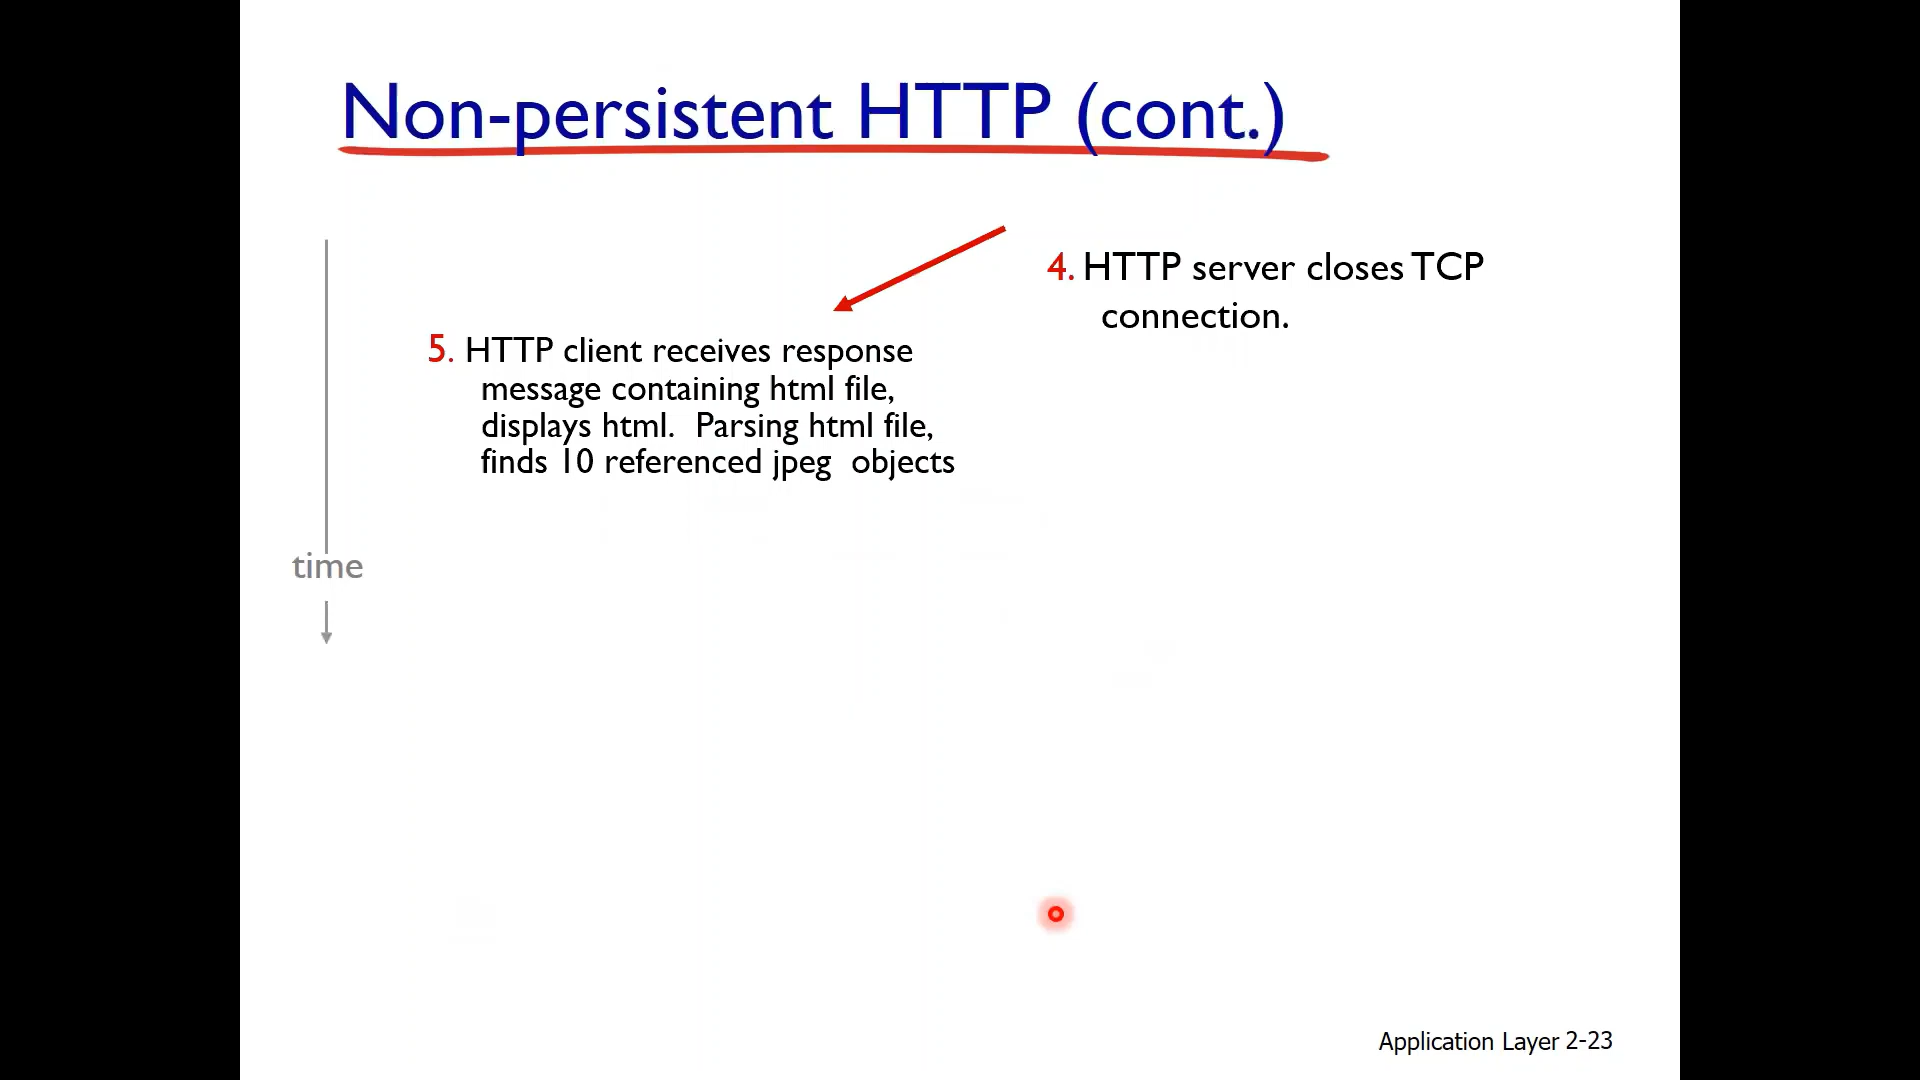 Non-persistent HTTP (cont.)
4. HTTP server closes TCP
connection.
5. HTTP client receives response
message containing html file,
displays html. Parsing html file,
finds 10 referenced jpeg objects
time
Application Layer 2-23